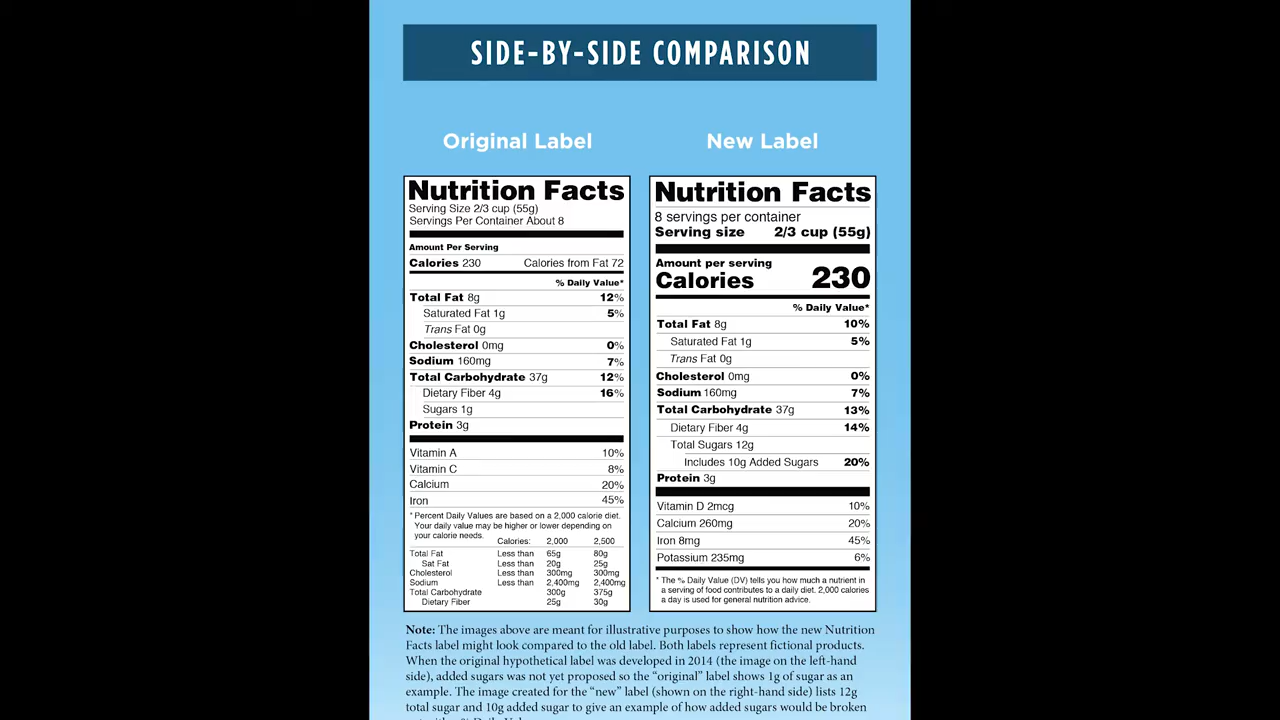 SIDE-BY-SIDE COMPARISON
Original Label
Nutrition Facts
Serving Size 2/3 cup (55g)
Servings Per Container About 8
Amount Per Serving
Calories 230 Calories from Fat 72
% Daily Value*
Total Fat 8g 12%
Saturated Fat 1g 5%
Trans Fat 0g
Cholesterol 0mg 0%
Sodium 160mg 7%
Total Carbohydrate 37g 12%
Dietary Fiber 4g 16%
Sugars 1g
Protein 3g
Vitamin A 10%
Vitamin C 8%
Calcium 20%
Iron 45%
* Percent Daily Values are based on a 2,000 calorie diet.
Your daily value may be higher or lower depending on
your calorie needs.
Calories: 2,000 2,500
Total Fat Less than 65g 80g
Sat Fat Less than 20g 25g
Cholesterol Less than 300mg 300mg
Sodium Less than 2,400mg 2,400mg
Total Carbohydrate 300g 375g
Dietary Fiber 25g 30g
New Label
Nutrition Facts
8 servings per container
Serving size 2/3 cup (55g)
Amount per serving
Calories 230
% Daily Value*
Total Fat 8g 10%
Saturated Fat 1g 5%
Trans Fat 0g
Cholesterol 0mg 0%
Sodium 160mg 7%
Total Carbohydrate 37g 13%
Dietary Fiber 4g 14%
Total Sugars 12g
Includes 10g Added Sugars 20%
Protein 3g
Vitamin D 2mcg 10%
Calcium 260mg 20%
Iron 8mg 45%
Potassium 235mg 6%
* The % Daily Value (DV) tells you how much a nutrient in
a serving of food contributes to a daily diet. 2,000 calories
a day is used for general nutrition advice.
Note: The images above are meant for illustrative purposes to show how the new Nutrition
Facts label might look compared to the old label. Both labels represent fictional products.
When the original hypothetical label was developed in 2014 (the image on the left-hand
side), added sugars was not yet proposed so the “original” label shows 1g of sugar as an
example. The image created for the “new” label (shown on the right-hand side) lists 12g
total sugar and 10g added sugar to give an example of how added sugars would be broken